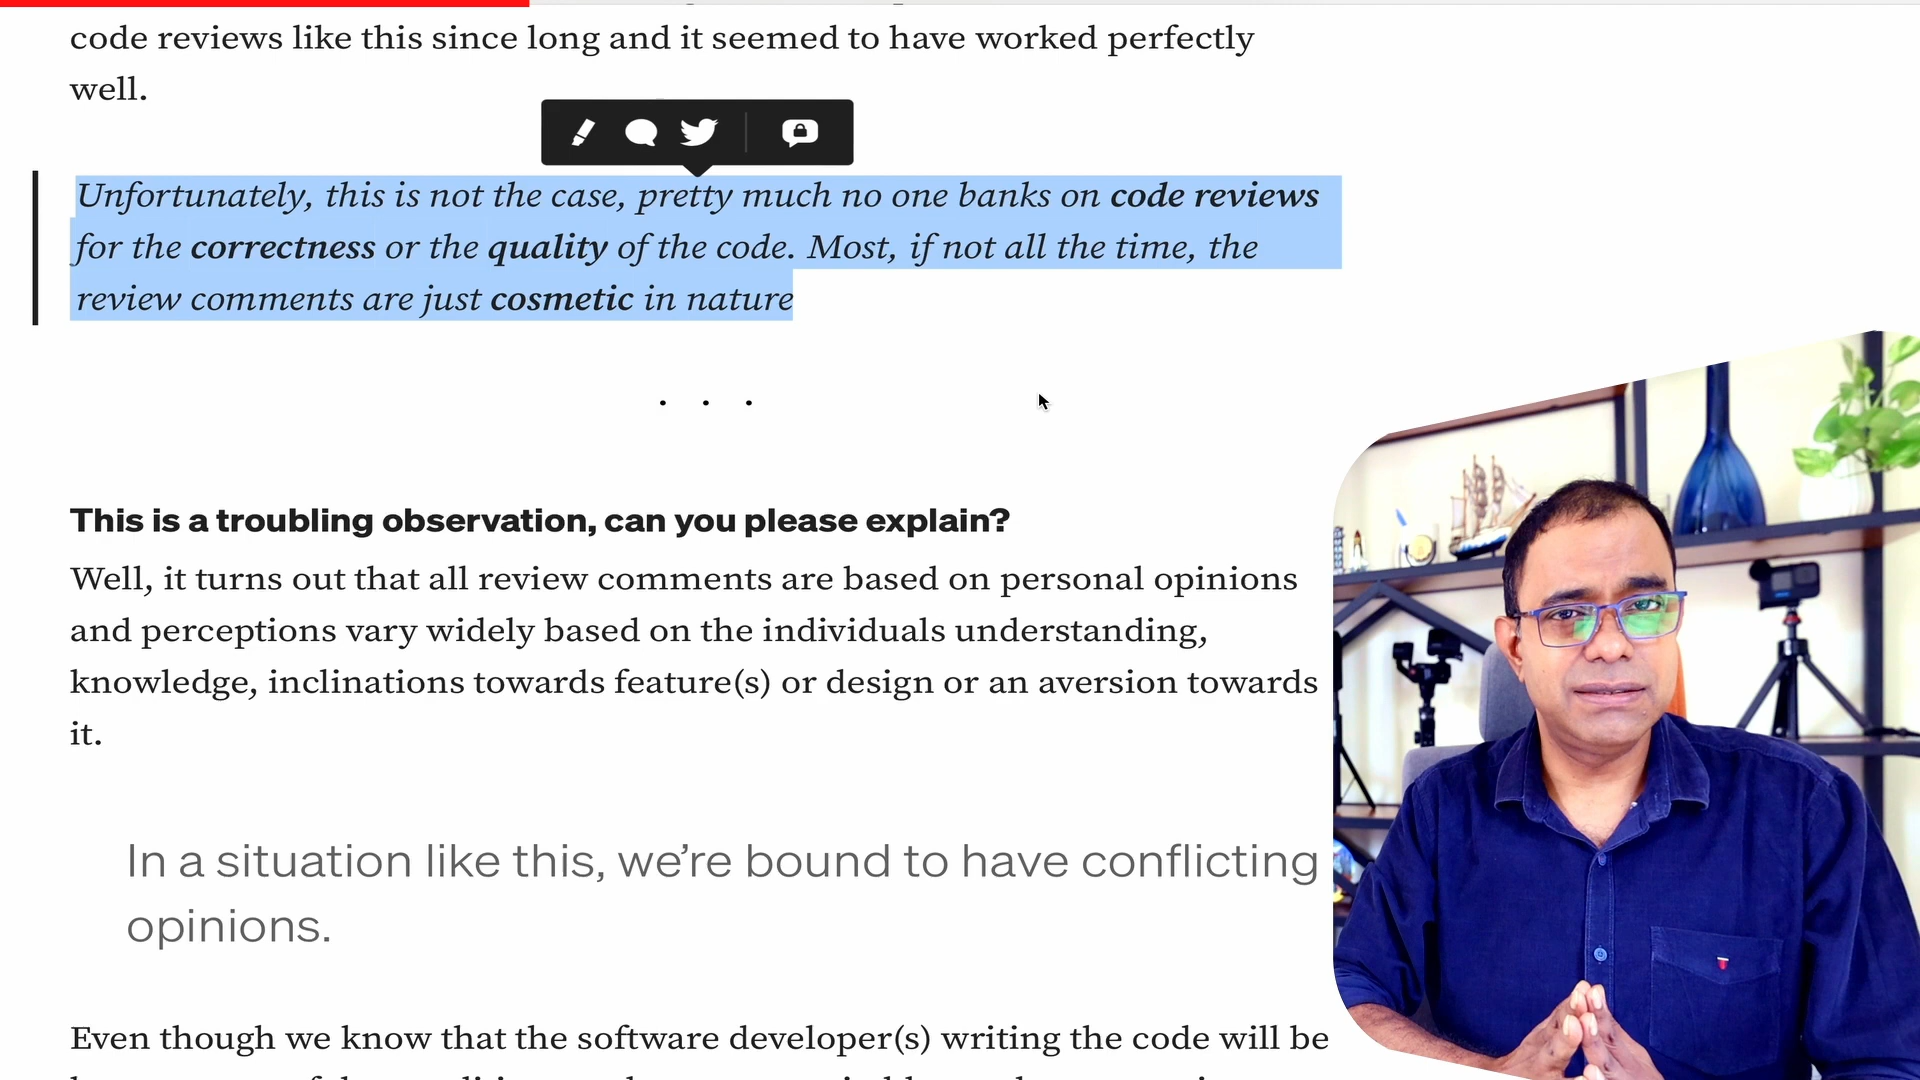 code reviews like this since long and it seemed to have worked perfectly
well.
Unfortunately, this is not the case, pretty much no one banks on code reviews
for the correctness or the quality of the code. Most, if not all the time, the
review comments are just cosmetic in nature
. . .
This is a troubling observation, can you please explain?
Well, it turns out that all review comments are based on personal opinions
and perceptions vary widely based on the individuals understanding,
knowledge, inclinations towards feature(s) or design or an aversion towards
it.
In a situation like this, we’re bound to have conflicting
opinions.
Even though we know that the software developer(s) writing the code will be